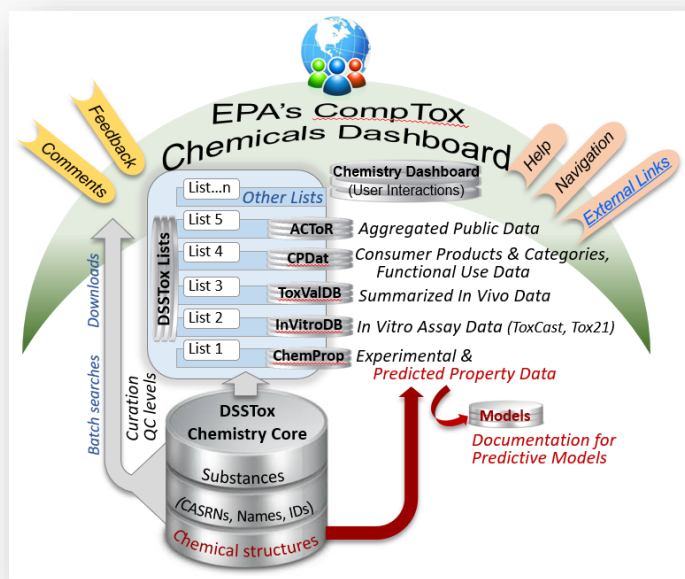 EPA's CompTox
Chemicals Dashboard
Comments
Feedback
Help
Navigation
External Links
Chemistry Dashboard
(User Interactions)
List...n
Other Lists
DSSTox Lists
List 5
ACToR
Aggregated Public Data
List 4
CPDat
Consumer Products & Categories,
Functional Use Data
List 3
ToxValDB
Summarized In Vivo Data
List 2
InVitroDB
In Vitro Assay Data (ToxCast, Tox21)
List 1
ChemProp
Experimental &
Predicted Property Data
Models
Documentation for
Predictive Models
Downloads
Batch searches
Curation
QC levels
DSSTox
Chemistry Core
Substances
(CASRNs, Names, IDs)
Chemical structures